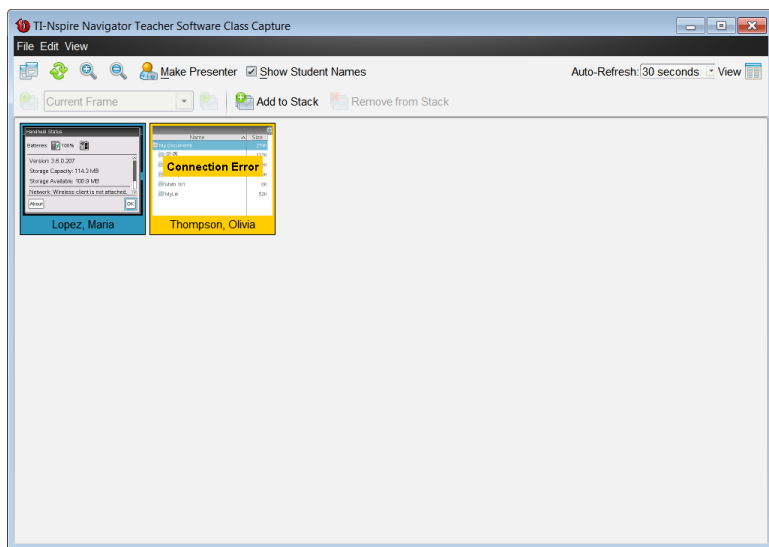 TI-Nspire Navigator Teacher Software Class Capture
File Edit View
Make Presenter Show Student Names Auto-Refresh: 30 seconds View
Current Frame Add to Stack Remove from Stack
Handheld Status
Batteries: 100%
Version 3.6.0.207
Storage Capacity: 114.3 MB
Storage Available: 100.9 MB
Network: Wireless client is not attached.
About OK
Lopez, Maria
Name Size
My Documents
Connection Error
Math 101 0K
MyLib 52K
Thompson, Olivia